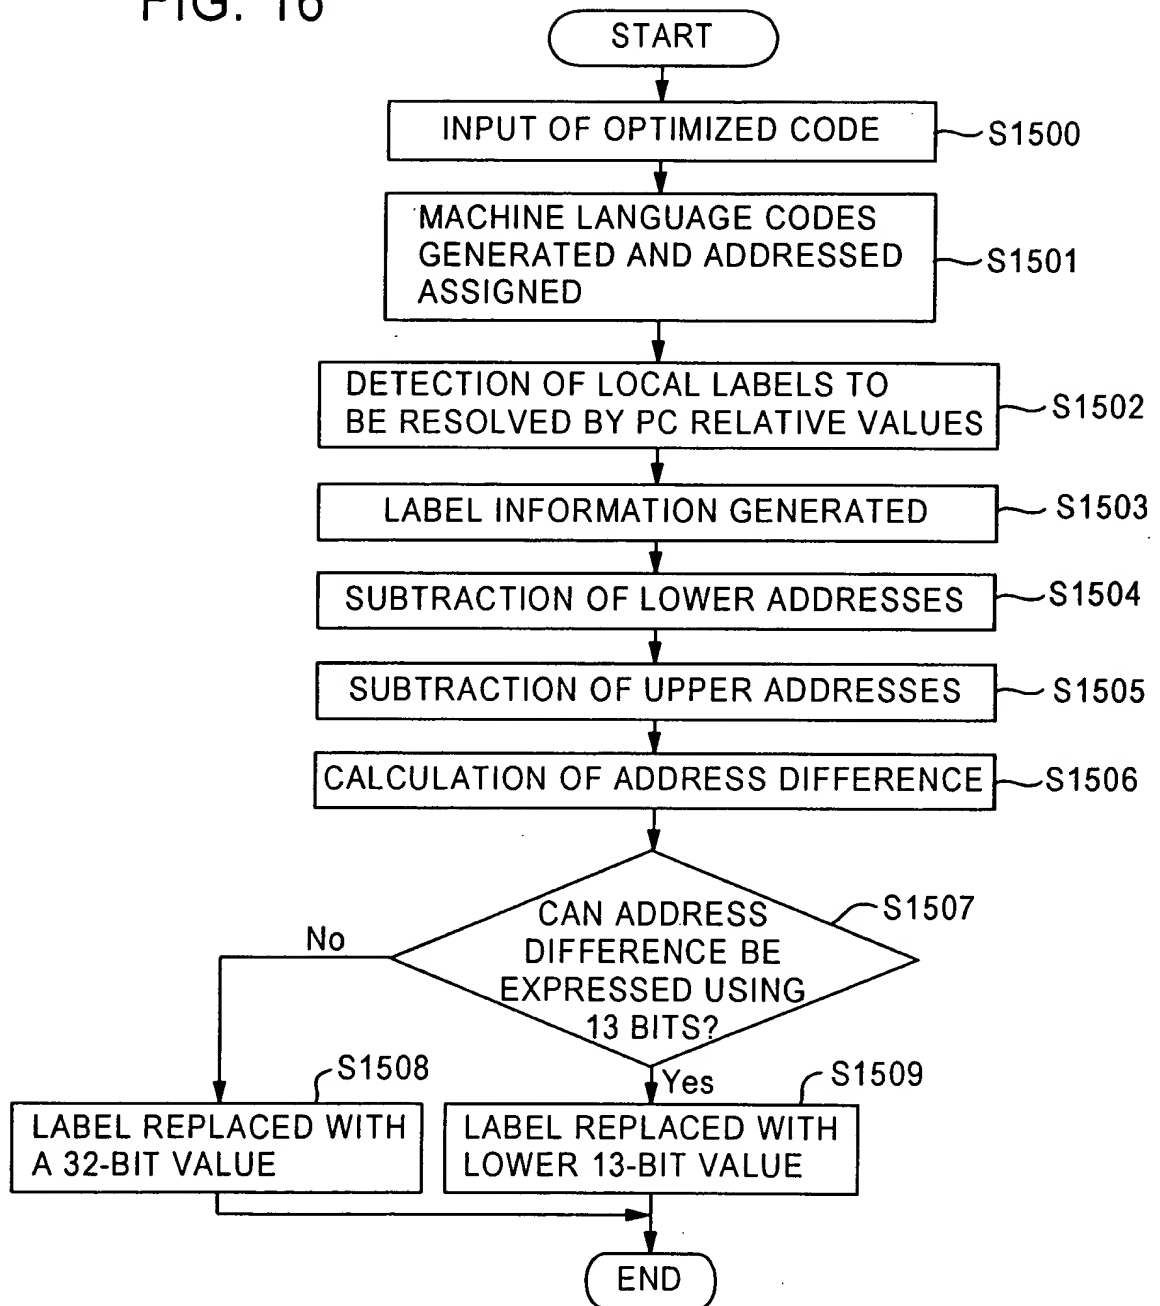 FIG. 16
START
INPUT OF OPTIMIZED CODE
S1500
MACHINE LANGUAGE CODES
GENERATED AND ADDRESSED
ASSIGNED
S1501
DETECTION OF LOCAL LABELS TO
BE RESOLVED BY PC RELATIVE VALUES
S1502
LABEL INFORMATION GENERATED
S1503
SUBTRACTION OF LOWER ADDRESSES
S1504
SUBTRACTION OF UPPER ADDRESSES
S1505
CALCULATION OF ADDRESS DIFFERENCE
S1506
CAN ADDRESS
DIFFERENCE BE
EXPRESSED USING
13 BITS?
S1507
No
Yes
S1508
LABEL REPLACED WITH
A 32-BIT VALUE
S1509
LABEL REPLACED WITH
LOWER 13-BIT VALUE
END